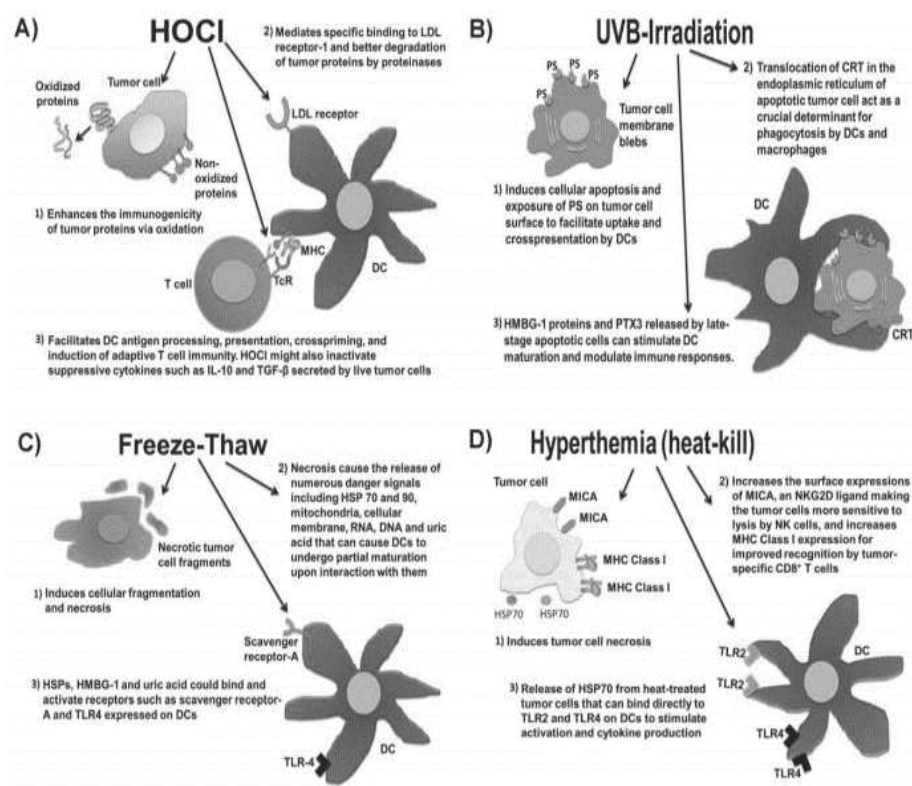 A)
HOCl
Oxidized
proteins
Tumor cell
Non-
oxidized
proteins
1) Enhances the immunogenicity
of tumor proteins via oxidation
2) Mediates specific binding to LDL
receptor-1 and better degradation
of tumor proteins by proteinases
LDL receptor
MHC
TcR
T cell
DC
3) Facilitates DC antigen processing, presentation, crosspriming, and
induction of adaptive T cell immunity. HOCl might also inactivate
suppressive cytokines such as IL-10 and TGF-β secreted by live tumor cells
B)
UVB-Irradiation
PS
PS
PS
PS
Tumor cell
membrane
blebs
1) Induces cellular apoptosis and
exposure of PS on tumor cell
surface to facilitate uptake and
crosspresentation by DCs
2) Translocation of CRT in the
endoplasmic reticulum of
apoptotic tumor cell act as a
crucial determinant for
phagocytosis by DCs and
macrophages
DC
CRT
3) HMBG-1 proteins and PTX3 released by late-
stage apoptotic cells can stimulate DC
maturation and modulate immune responses.
C)
Freeze-Thaw
Necrotic tumor
cell fragments
1) Induces cellular fragmentation
and necrosis
2) Necrosis cause the release of
numerous danger signals
including HSP 70 and 90,
mitochondria, cellular
membrane, RNA, DNA and uric
acid that can cause DCs to
undergo partial maturation
upon interaction with them
Scavenger
receptor-A
3) HSPs, HMBG-1 and uric acid could bind and
activate receptors such as scavenger receptor-
A and TLR4 expressed on DCs
DC
TLR-4
D)
Hyperthemia (heat-kill)
Tumor cell
MICA
MICA
MHC Class I
MHC Class I
HSP70
HSP70
1) Induces tumor cell necrosis
2) Increases the surface expressions
of MICA, an NKG2D ligand making
the tumor cells more sensitive to
lysis by NK cells, and increases
MHC Class I expression for
improved recognition by tumor-
specific CD8⁺ T cells
3) Release of HSP70 from heat-treated
tumor cells that can bind directly to
TLR2 and TLR4 on DCs to stimulate
activation and cytokine production
TLR2
TLR2
DC
TLR4
TLR4